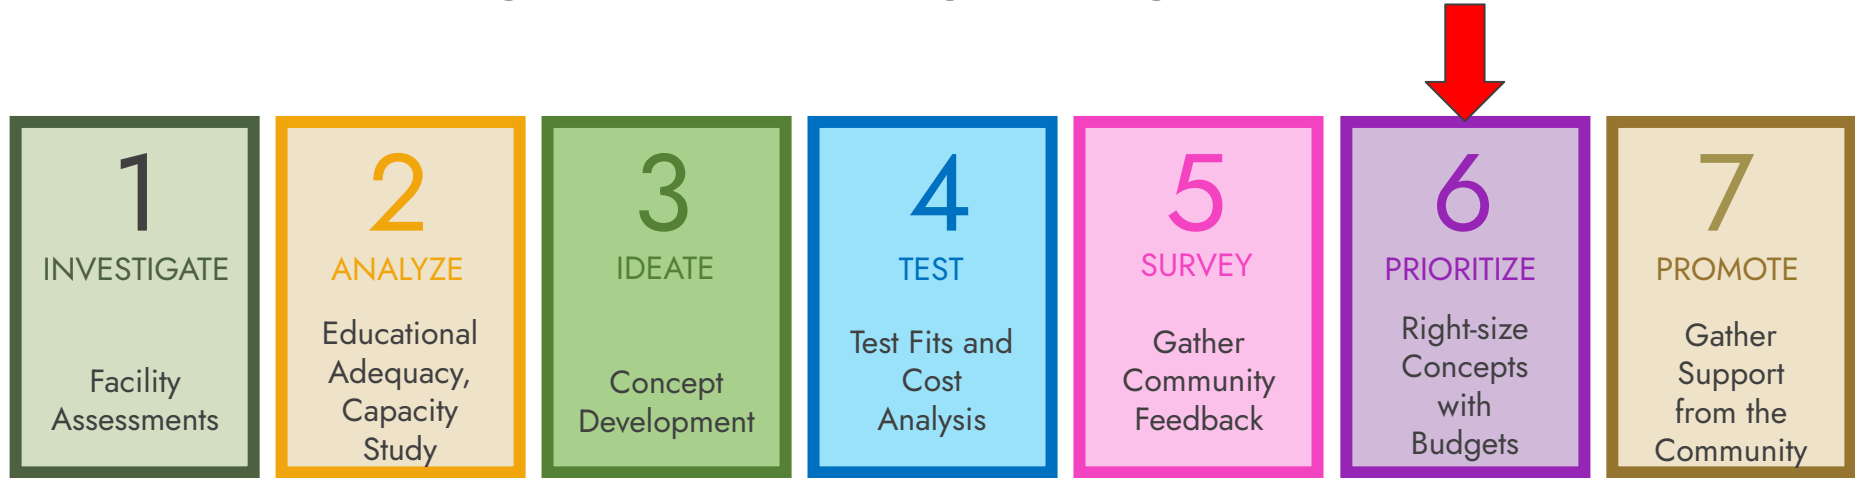 1
INVESTIGATE
Facility
Assessments
2
ANALYZE
Educational
Adequacy,
Capacity
Study
3
IDEATE
Concept
Development
4
TEST
Test Fits and
Cost
Analysis
5
SURVEY
Gather
Community
Feedback
6
PRIORITIZE
Right-size
Concepts
with
Budgets
7
PROMOTE
Gather
Support
from the
Community